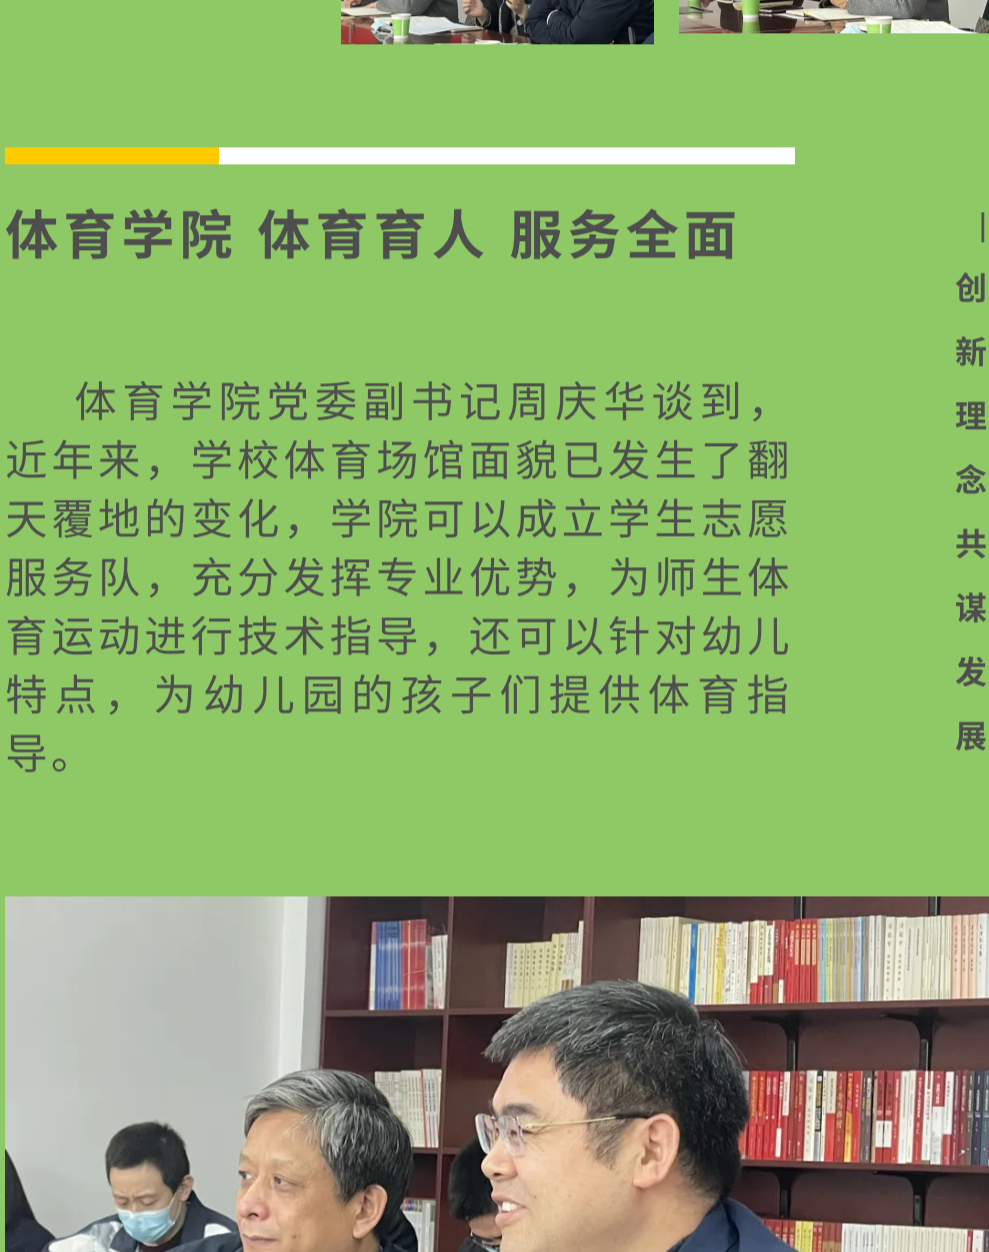 体育学院 体育育人 服务全面
体育学院党委副书记周庆华谈到，
近年来，学校体育场馆面貌已发生了翻
天覆地的变化，学院可以成立学生志愿
服务队，充分发挥专业优势，为师生体
育运动进行技术指导，还可以针对幼儿
特点，为幼儿园的孩子们提供体育指
导。
创新理念共谋发展